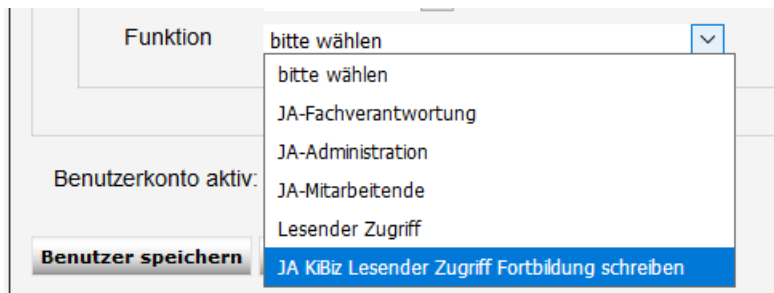 Funktion
bitte wählen
bitte wählen
JA-Fachverantwortung
JA-Administration
JA-Mitarbeitende
Benutzerkonto aktiv:
Lesender Zugriff
Benutzer speichern
JA KiBiz Lesender Zugriff Fortbildung schreiben